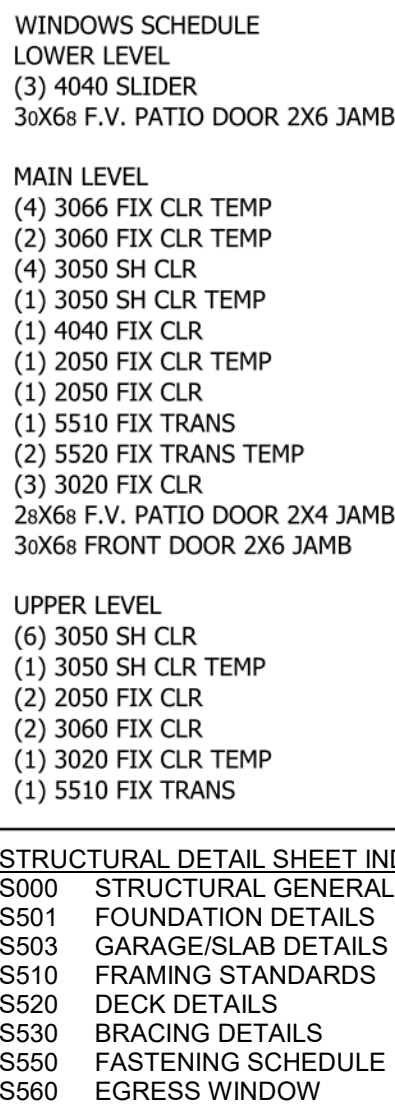 WINDOWS SCHEDULE
LOWER LEVEL
(3) 4040 SLIDER
30X68 F.V. PATIO DOOR 2X6 JAMB
MAIN LEVEL
(4) 3066 FIX CLR TEMP
(2) 3060 FIX CLR TEMP
(4) 3050 SH CLR
(1) 3050 SH CLR TEMP
(1) 4040 FIX CLR
(1) 2050 FIX CLR TEMP
(1) 2050 FIX CLR
(1) 5510 FIX TRANS
(2) 5520 FIX TRANS TEMP
(3) 3020 FIX CLR
28X68 F.V. PATIO DOOR 2X4 JAMB
30X68 FRONT DOOR 2X6 JAMB
UPPER LEVEL
(6) 3050 SH CLR
(1) 3050 SH CLR TEMP
(2) 2050 FIX CLR
(2) 3060 FIX CLR
(1) 3020 FIX CLR TEMP
(1) 5510 FIX TRANS
STRUCTURAL DETAIL SHEET
S000 STRUCTURAL GENERAL
S501 FOUNDATION DETAILS
S503 GARAGE/SLAB DETAILS
S510 FRAMING STANDARDS
S520 DECK DETAILS
S530 BRACING DETAILS
S550 FASTENING SCHEDULE
S560 EGRESS WINDOW